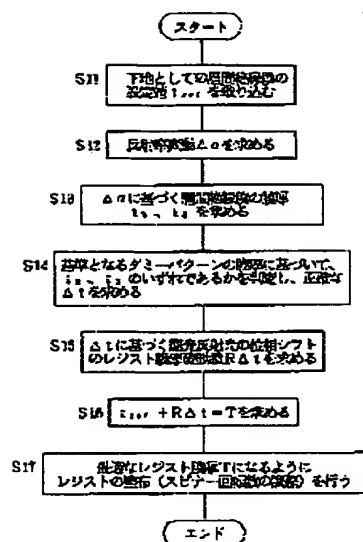 スタート
S11
下地としての層間絶縁膜の
設定値 を取り込む
S12
反射率変動Δαを求める
S13
Δαに基づく層間絶縁膜の膜厚
を求める
S14
基準となるダミーパターンの膜厚に基づいて、
のいずれであるかを判断し、正常な
Δtを求める
S15
Δtに基づく露光反射光の位相シフト
のレジスト膜厚 RΔtを求める
S16
+RΔt=Tを求める
S17
最適なレジスト膜厚Tになるように
レジストの塗布(スピナー回転数の調整)を行う
エンド